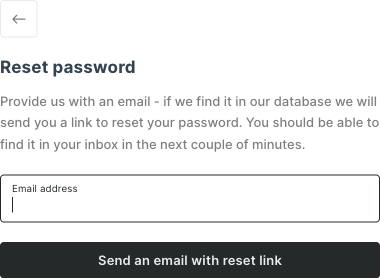 Reset password
Provide us with an email - if we find it in our database we will
send you a link to reset your password. You should be able to
find it in your inbox in the next couple of minutes.
Email address
Send an email with reset link